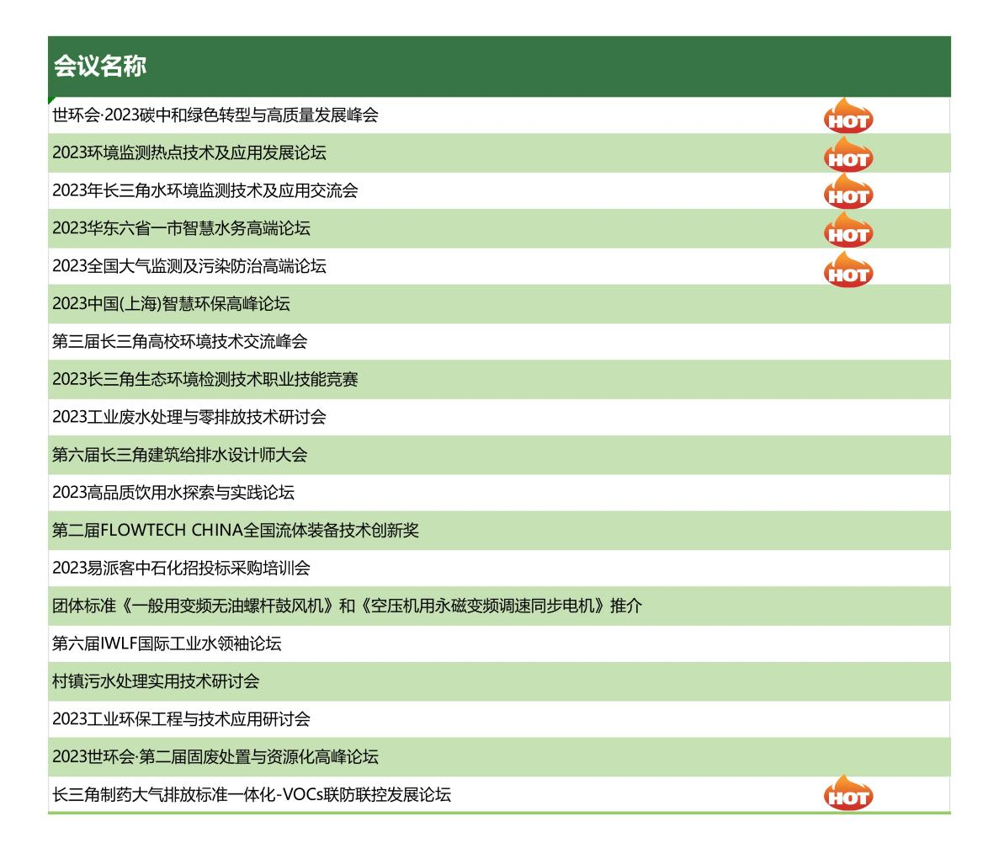 会议名称
世环会·2023碳中和绿色转型与高质量发展峰会 HOT
2023环境监测热点技术及应用发展论坛 HOT
2023年长三角水环境监测技术及应用交流会 HOT
2023华东六省一市智慧水务高端论坛 HOT
2023全国大气监测及污染防治高端论坛 HOT
2023中国(上海)智慧环保高峰论坛
第三届长三角高校环境技术交流峰会
2023长三角生态环境检测技术职业技能竞赛
2023工业废水处理与零排放技术研讨会
第六届长三角建筑给排水设计师大会
2023高品质饮用水探索与实践论坛
第二届FLOWTECH CHINA全国流体装备技术创新奖
2023易派客中石化招投标采购培训会
团体标准《一般用变频无油螺杆鼓风机》和《空压机用永磁变频调速同步电机》推介
第六届IWLF国际工业水领袖论坛
村镇污水处理实用技术研讨会
2023工业环保工程与技术应用研讨会
2023世环会·第二届固废处置与资源化高峰论坛
长三角制药大气排放标准一体化-VOCs联防联控发展论坛 HOT